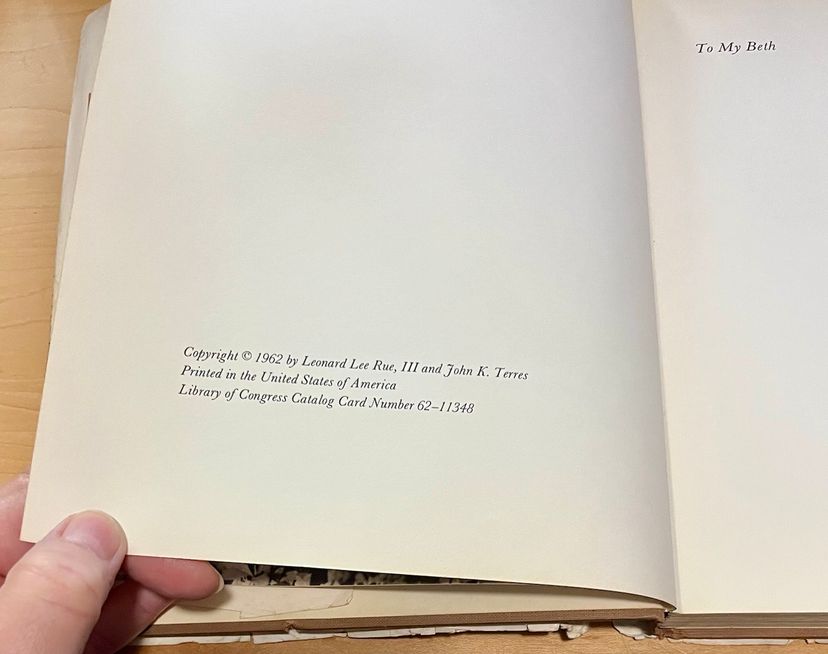 Copyright © 1962 by Leonard Lee Rue, III and John K. Terres
Printed in the United States of America
Library of Congress Catalog Card Number 62–11348
To My Beth